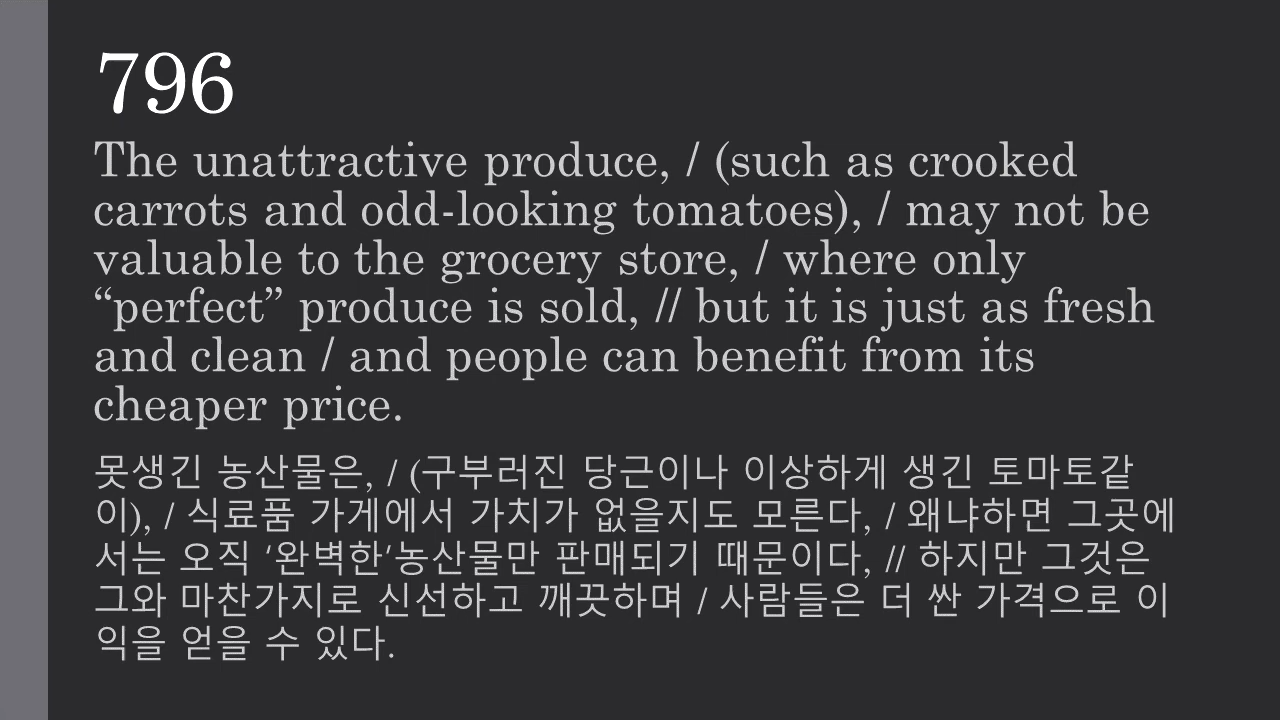 796
The unattractive produce, / (such as crooked
carrots and odd-looking tomatoes), / may not be
valuable to the grocery store, / where only
“perfect” produce is sold, // but it is just as fresh
and clean / and people can benefit from its
cheaper price.
못생긴 농산물은, / (구부러진 당근이나 이상하게 생긴 토마토같
이), / 식료품 가게에서 가치가 없을지도 모른다, / 왜냐하면 그곳에
서는 오직 ‘완벽한’농산물만 판매되기 때문이다, // 하지만 그것은
그와 마찬가지로 신선하고 깨끗하며 / 사람들은 더 싼 가격으로 이
익을 얻을 수 있다.